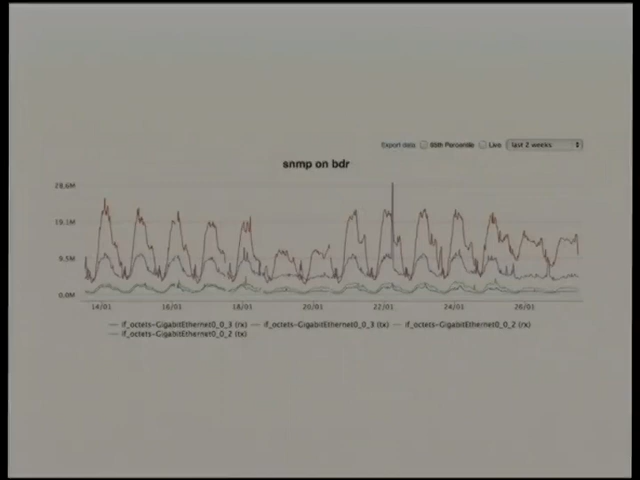 Export data 95th Percentile Live last 2 weeks
snmp on bdr
28,6M
19,1M
9,5M
0,0M
14/01 16/01 18/01 20/01 22/01 24/01 26/01
if_octets-GigabitEthernet0_0_3 (rx) if_octets-GigabitEthernet0_0_3 (tx) if_octets-GigabitEthernet0_0_2 (rx)
if_octets-GigabitEthernet0_0_2 (tx)